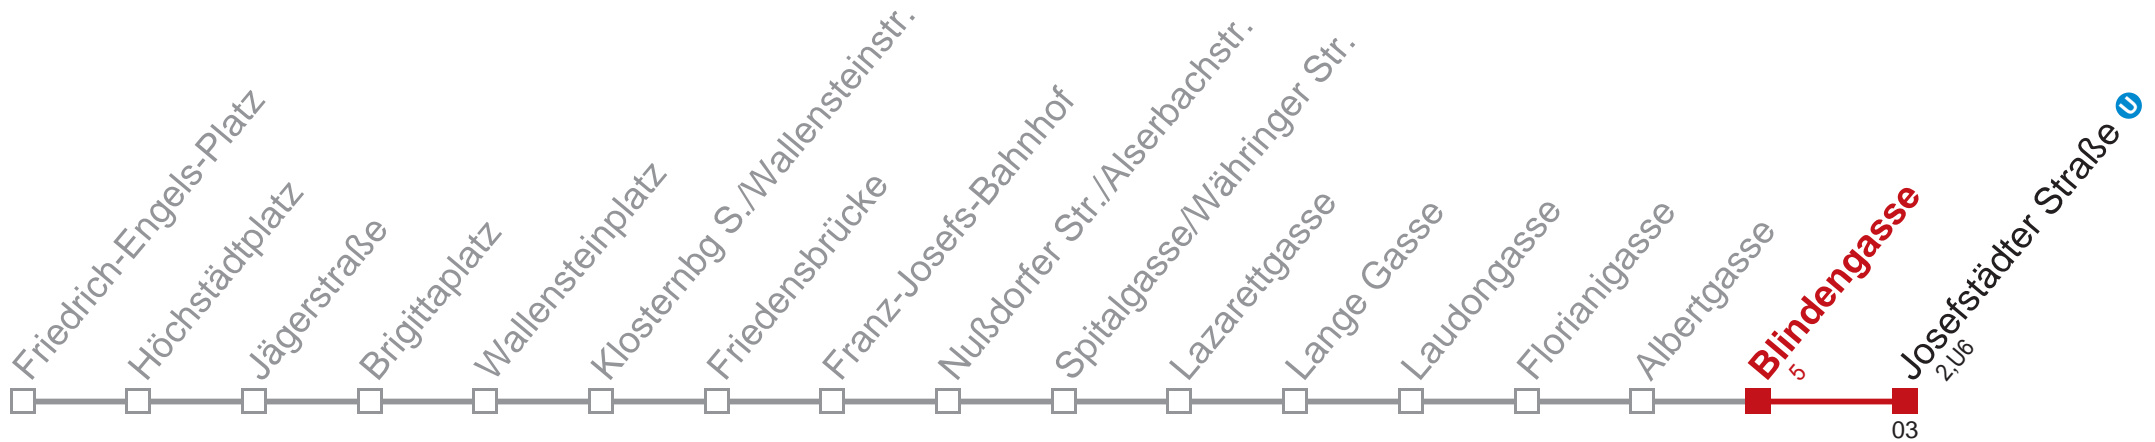 Friedrich-Engels-Platz
Höchstädtplatz
Jägerstraße
Brigittaplatz
Wallensteinplatz
Klosternbg S./Wallensteinstr.
Friedensbrücke
Franz-Josefs-Bahnhof
Nußdorfer Str./Alserbachstr.
Spitalgasse/Währinger Str.
Lazarettgasse
Lange Gasse
Laudongasse
Florianigasse
Albertgasse
Blindengasse
5
Josefstädter Straße U
2,U6
03